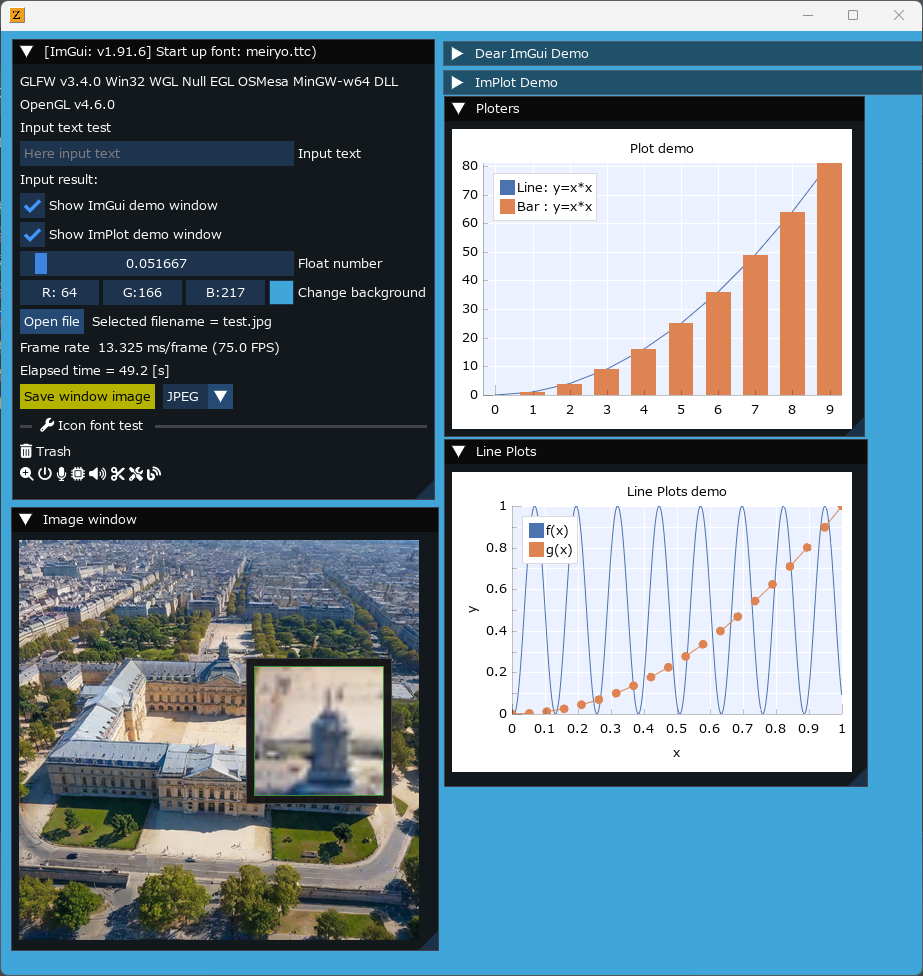 Z
[ImGui: v1.91.6] Start up font: meiryo.ttc)
GLFW v3.4.0 Win32 WGL Null EGL OSMesa MinGW-w64 DLL
OpenGL v4.6.0
Input text test
Here input text Input text
Input result:
Show ImGui demo window
Show ImPlot demo window
0.051667 Float number
R: 64 G:166 B:217 Change background
Open file Selected filename = test.jpg
Frame rate 13.325 ms/frame (75.0 FPS)
Elapsed time = 49.2 [s]
Save window image JPEG
Icon font test
Trash
Image window
Dear ImGui Demo
ImPlot Demo
Ploters
Plot demo
80
70
60
50
40
30
20
10
0
Line: y=x*x
Bar : y=x*x
0 1 2 3 4 5 6 7 8 9
Line Plots
Line Plots demo
1
0.8
0.6
0.4
0.2
0
y
f(x)
g(x)
0 0.1 0.2 0.3 0.4 0.5 0.6 0.7 0.8 0.9 1
x